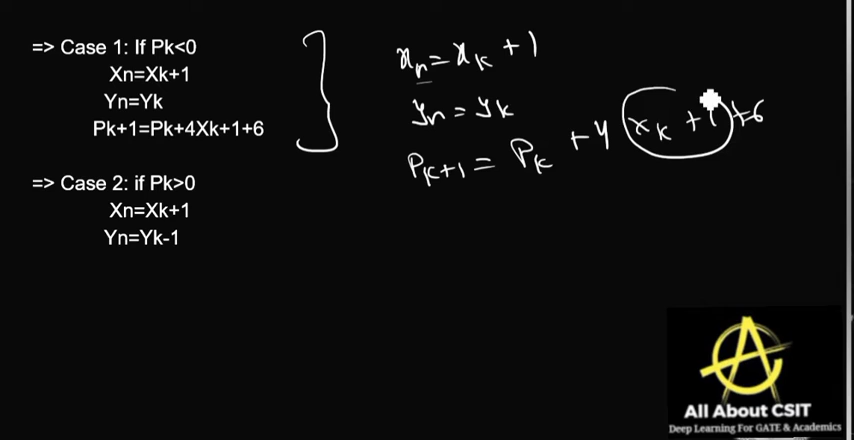 => Case 1: If Pk<0
Xn=Xk+1
Yn=Yk
Pk+1=Pk+4Xk+1+6
=> Case 2: if Pk>0
Xn=Xk+1
Yn=Yk-1
xn = xk + 1
yn = yk
Pk+1 = Pk + 4 (xk + 1) + 6
All About CSIT
Deep Learning For GATE & Academics